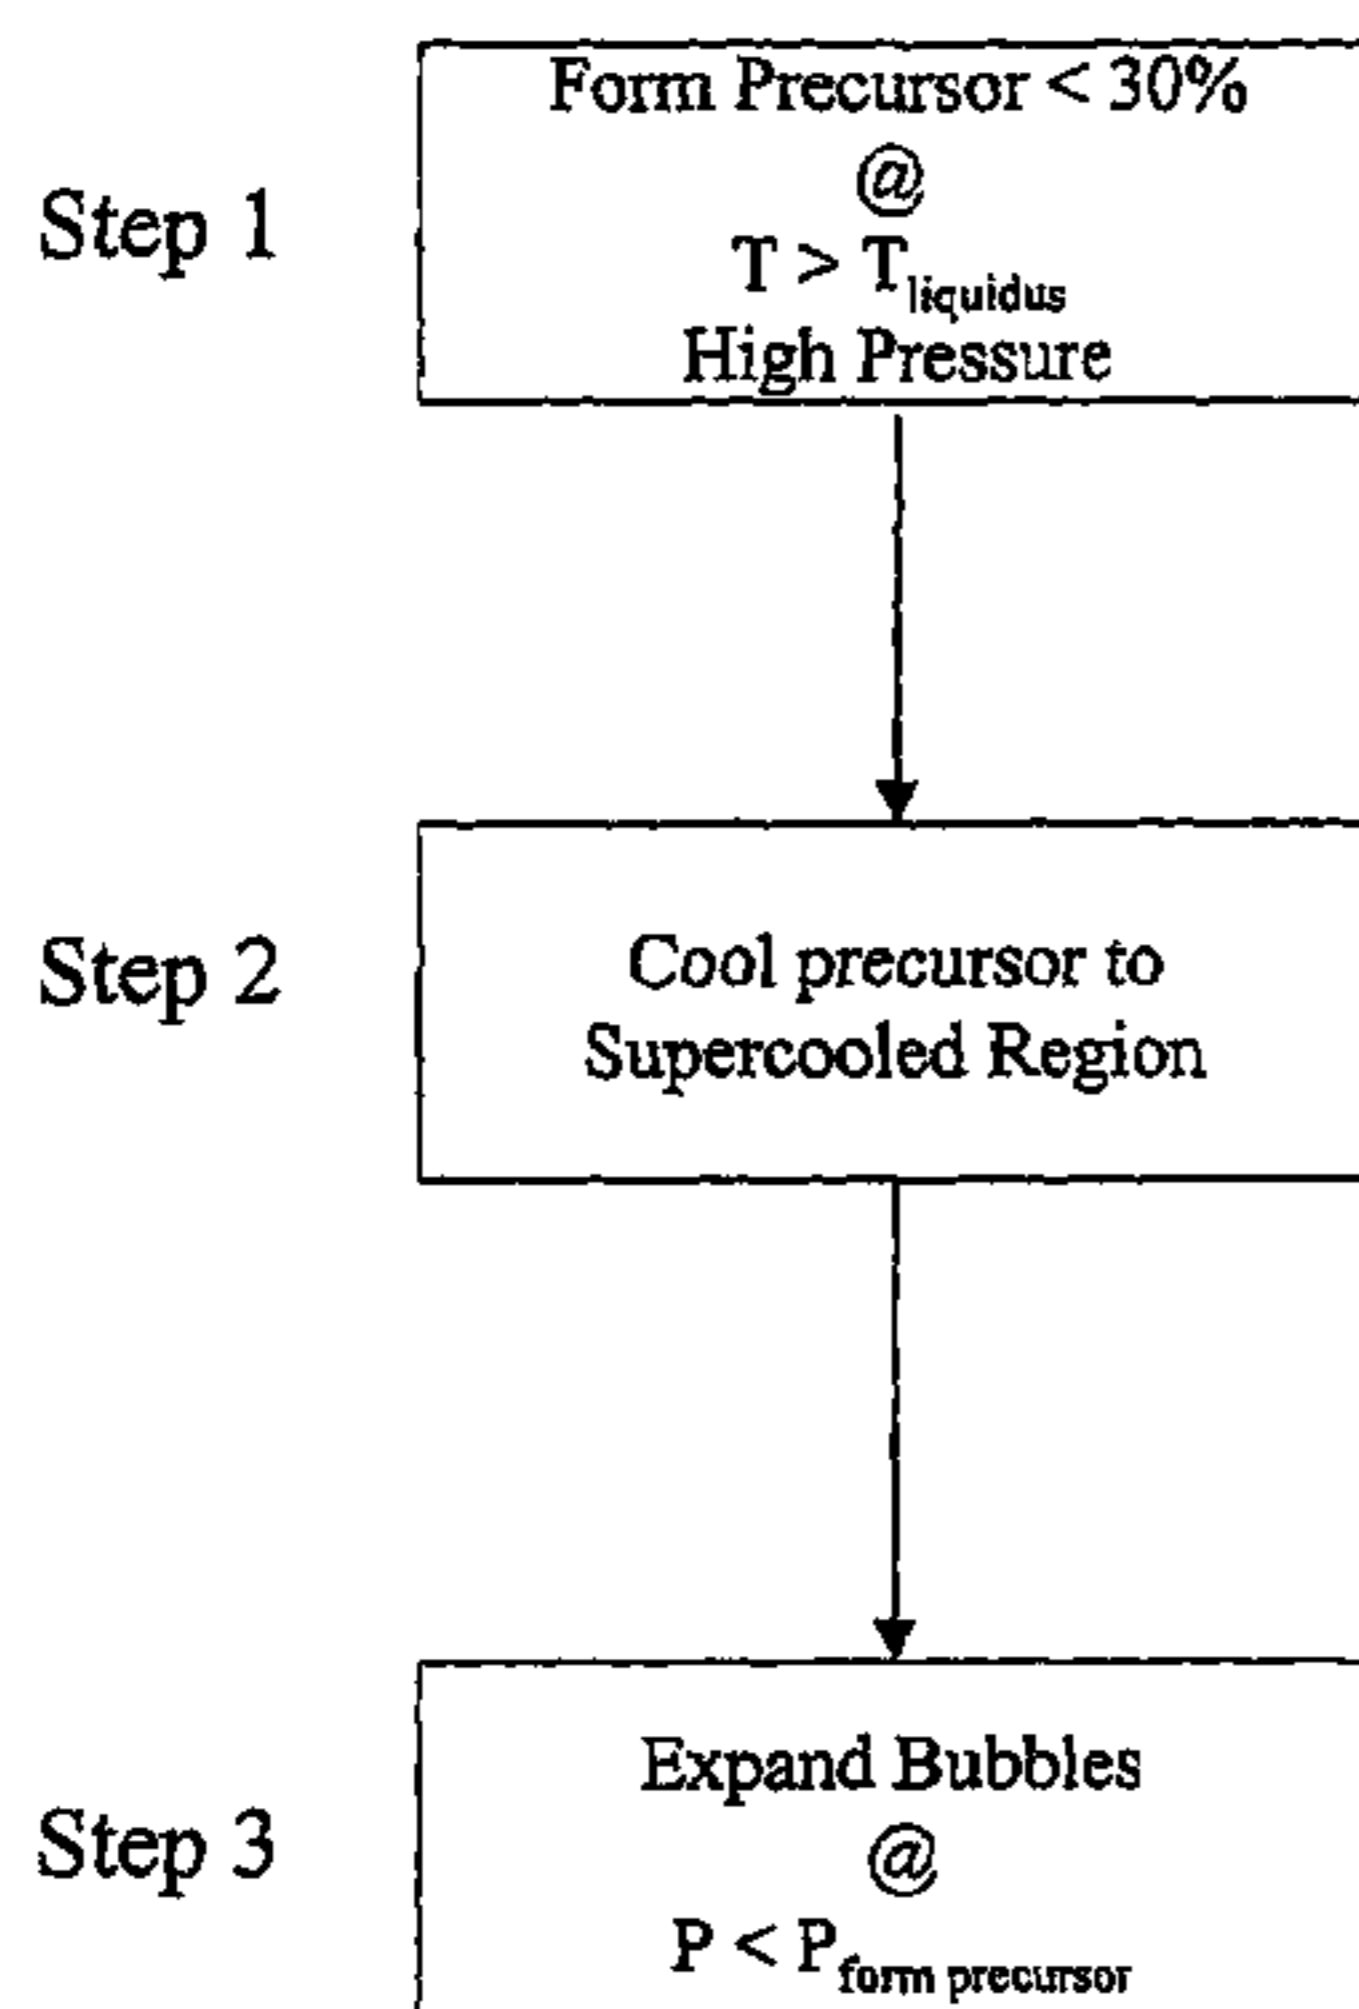 Step 1
Form Precursor < 30%
@
T > Tliquidus
High Pressure
Step 2
Cool precursor to
Supercooled Region
Step 3
Expand Bubbles
@
P < Pform precursor